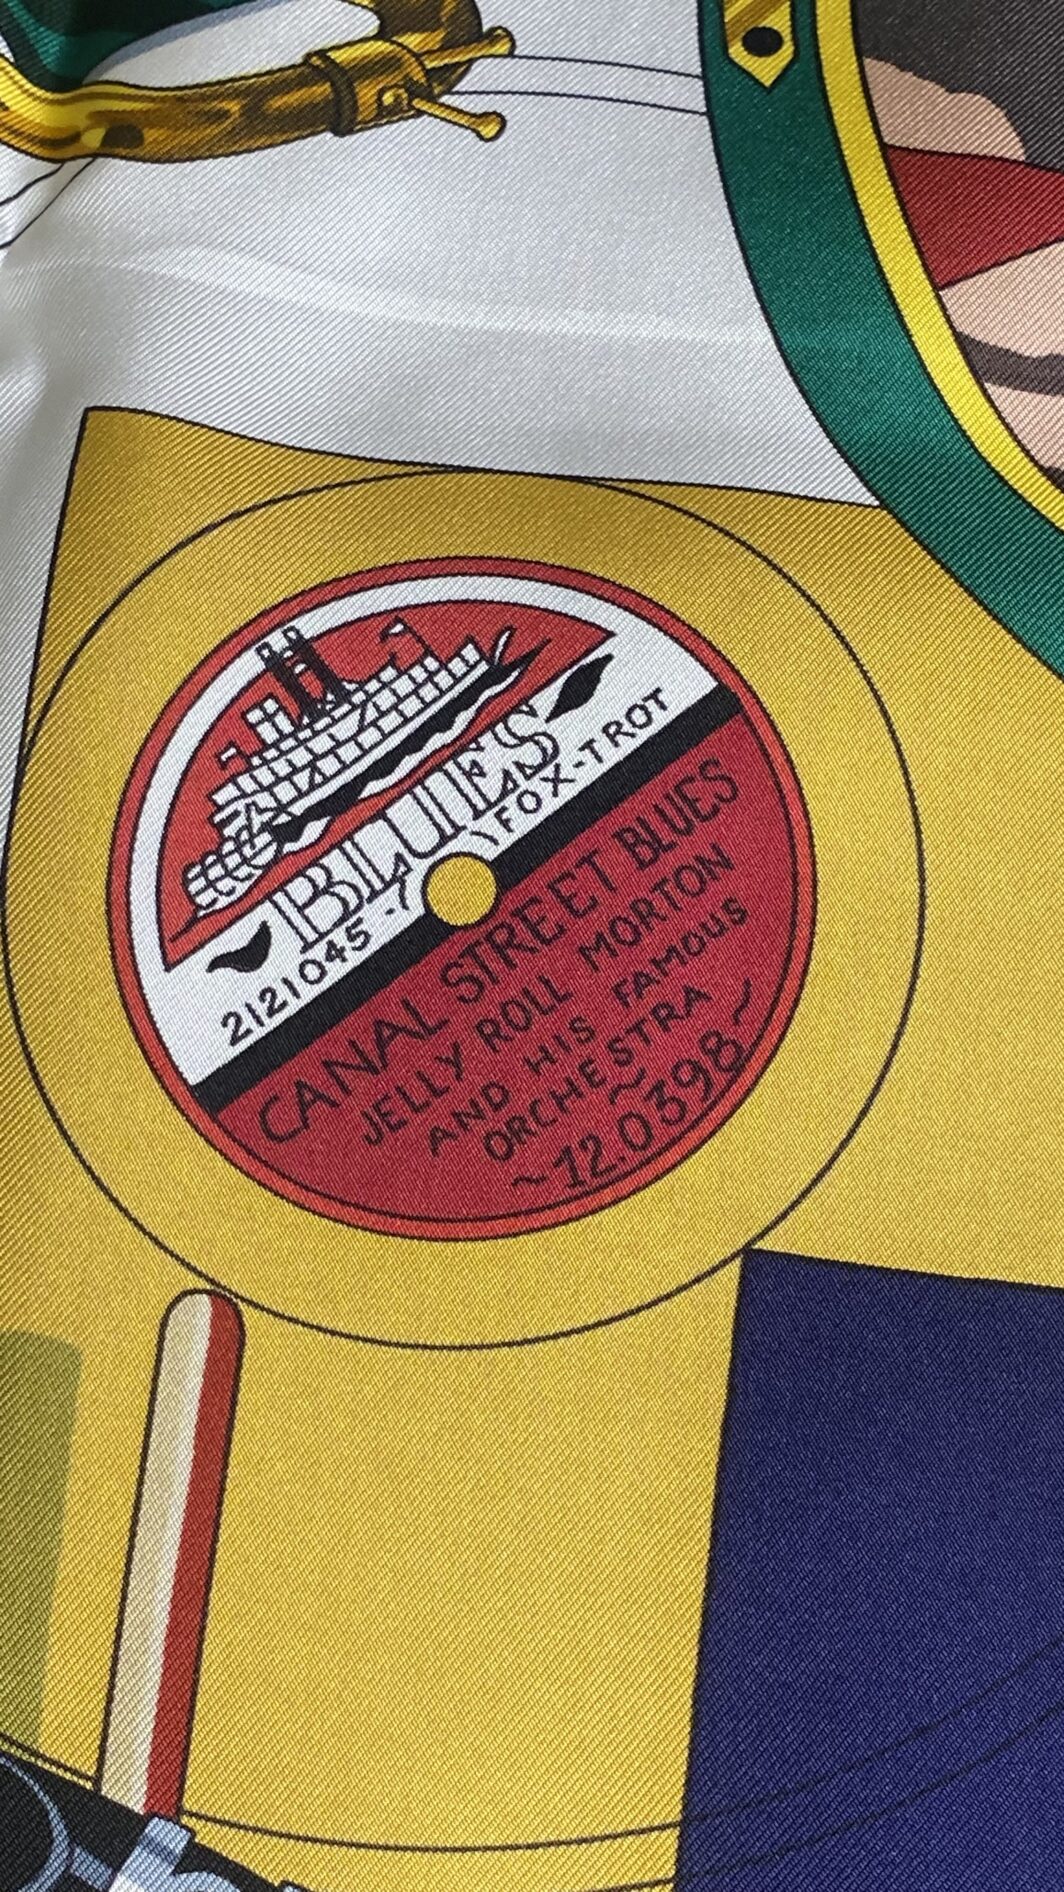 BLUES
2121045-7 FOX-TROT
CANAL STREET BLUES
JELLY ROLL MORTON
AND HIS FAMOUS
ORCHESTRA
~12.0398~